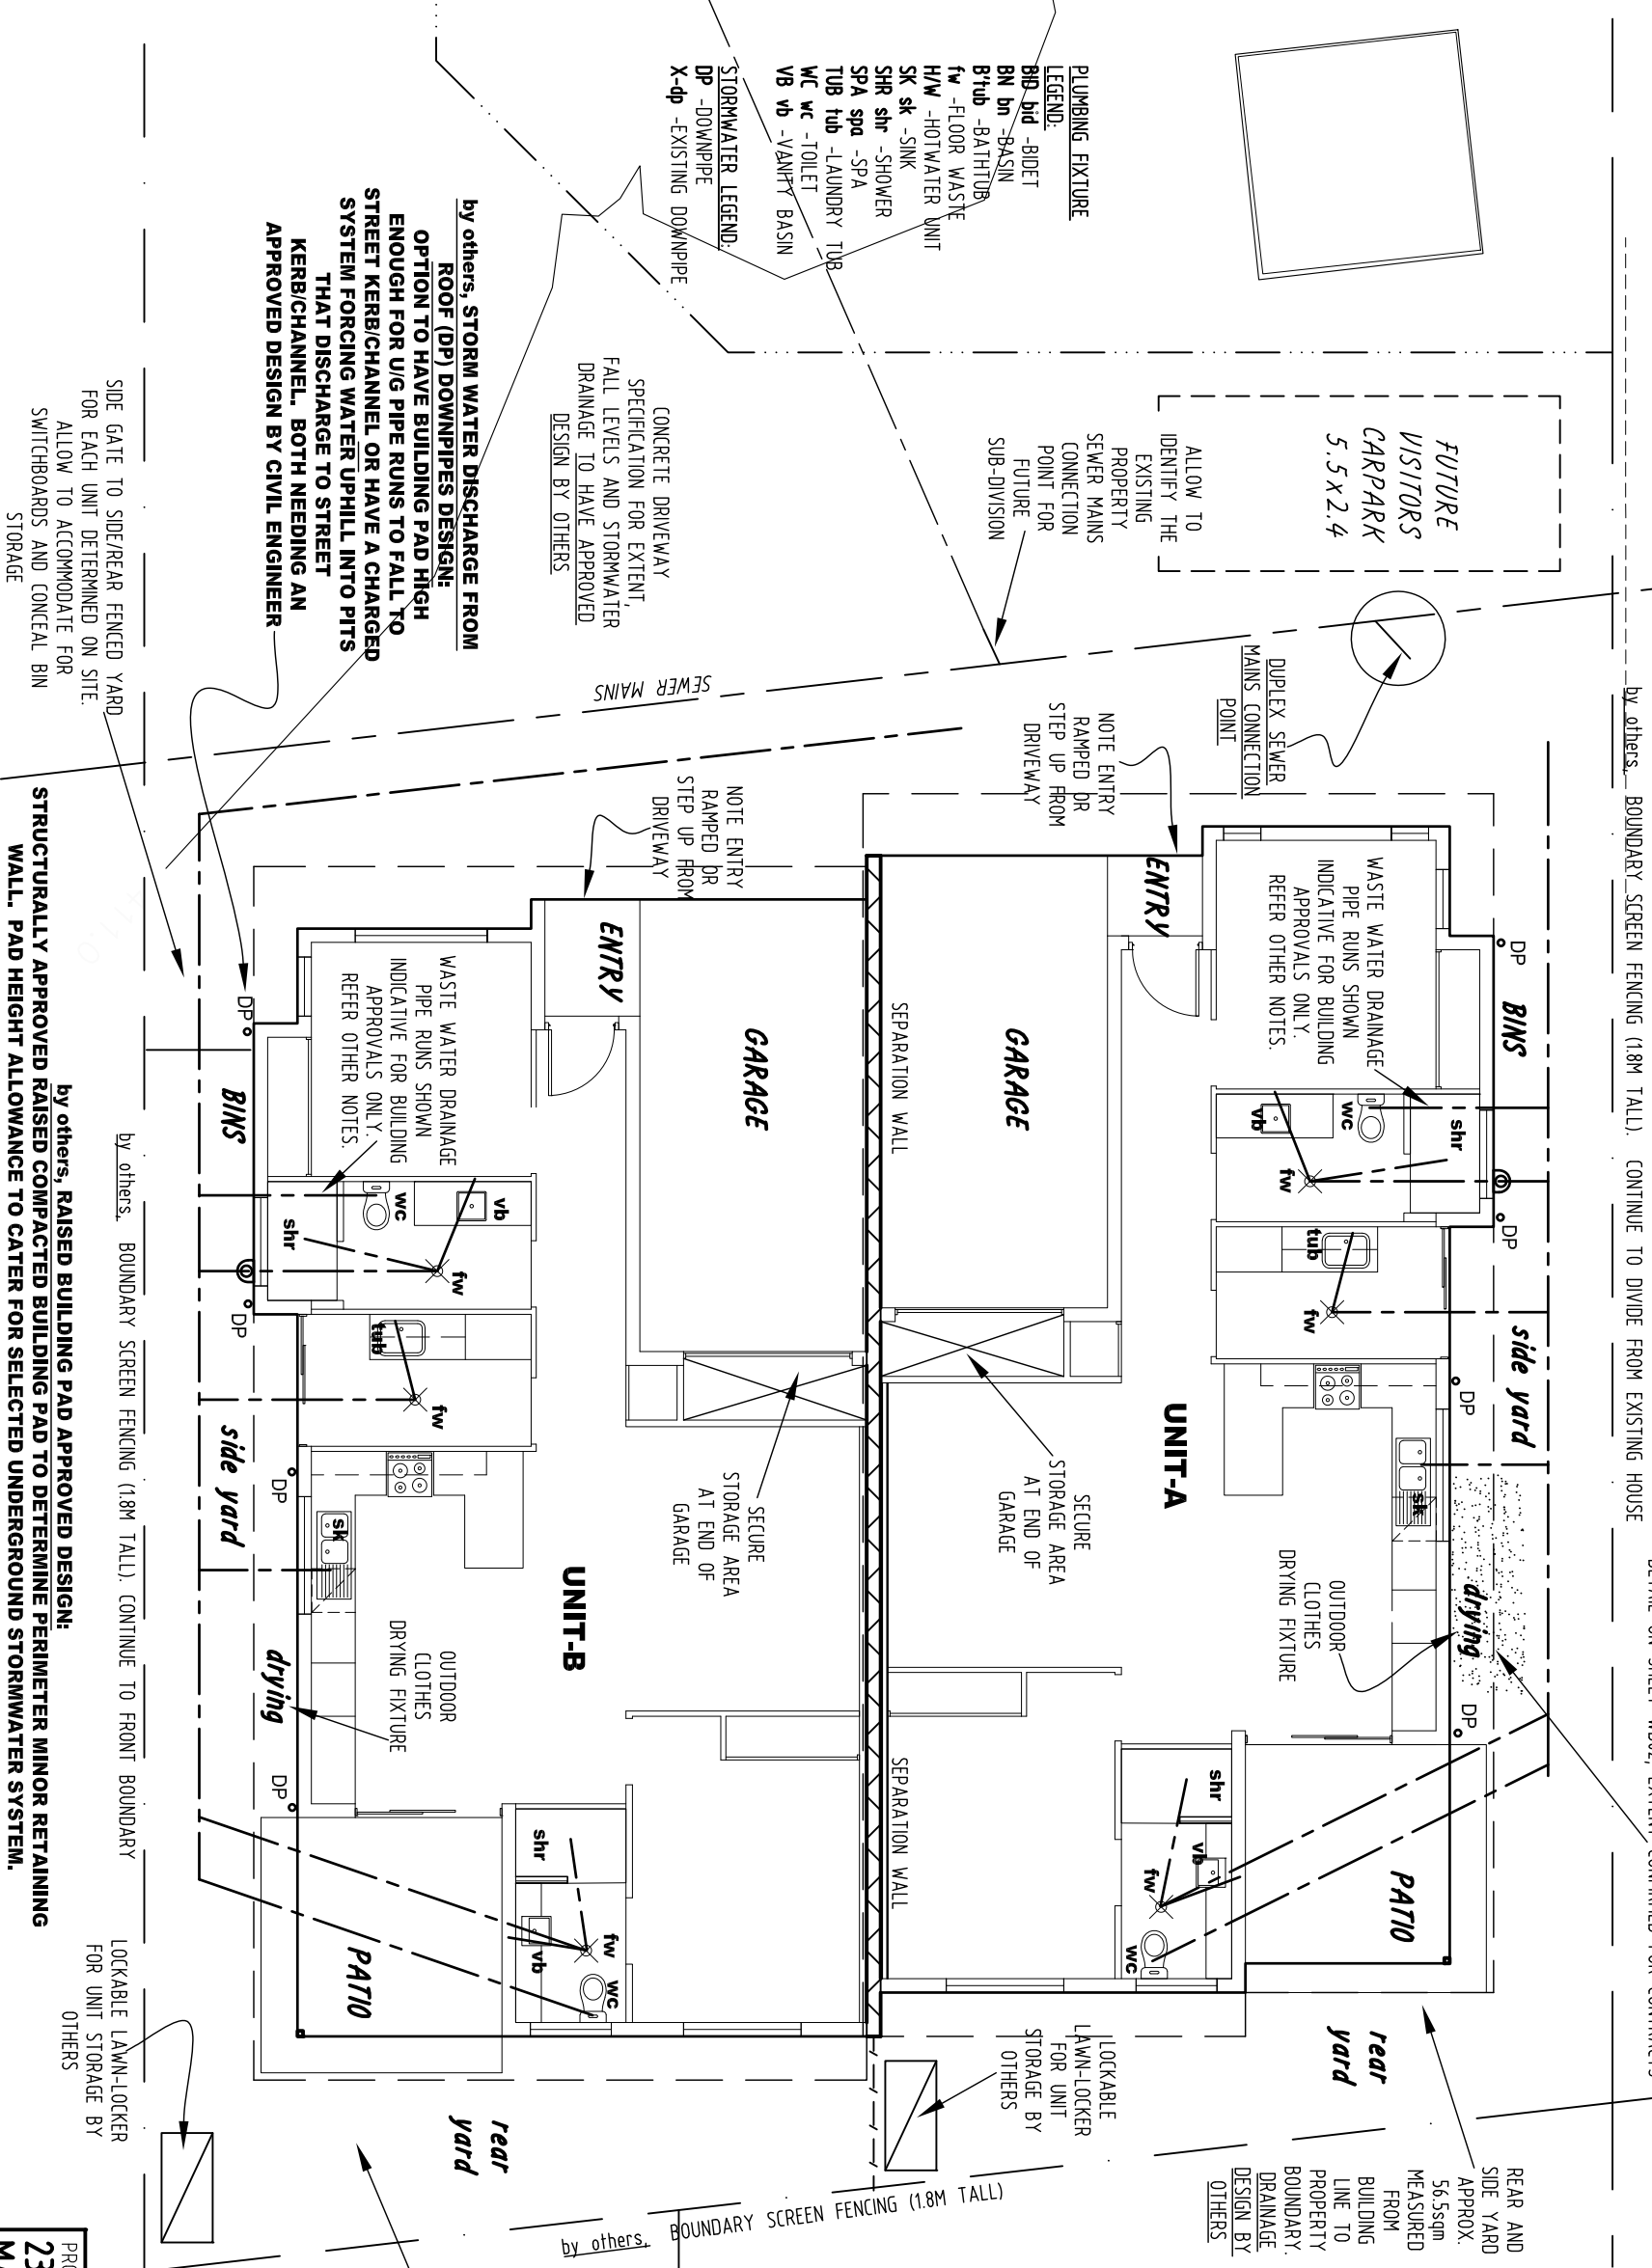 PLUMBING FIXTURE
LEGEND:
BID bid -BIDET
BN bn -BASIN
B'tub -BATHTUB
fw -FLOOR WASTE
H/W -HOTWATER UNIT
SK sk -SINK
SHR shr -SHOWER
SPA spa -SPA
TUB tub -LAUNDRY TUB
WC wc -TOILET
VB vb -VANITY BASIN
STORMWATER LEGEND:
DP -DOWNPIPE
X-dp -EXISTING DOWNPIPE
by others, STORM WATER DISCHARGE FROM
ROOF (DP) DOWNPIPES DESIGN:
OPTION TO HAVE BUILDING PAD HIGH
ENOUGH FOR U/G PIPE RUNS TO FALL TO
STREET KERB/CHANNEL OR HAVE A CHARGED
SYSTEM FORCING WATER UPHILL INTO PITS
THAT DISCHARGE TO STREET
KERB/CHANNEL. BOTH NEEDING AN
APPROVED DESIGN BY CIVIL ENGINEER
FUTURE
VISITORS
CARPARK
5.5x2.4
ALLOW TO
IDENTIFY THE
EXISTING
PROPERTY
SEWER MAINS
CONNECTION
POINT FOR
FUTURE
SUB-DIVISION
CONCRETE DRIVEWAY
SPECIFICATION FOR EXTENT,
FALL LEVELS AND STORMWATER
DRAINAGE TO HAVE APPROVED
DESIGN BY OTHERS
SIDE GATE TO SIDE/REAR FENCED YARD
FOR EACH UNIT DETERMINED ON SITE.
ALLOW TO ACCOMMODATE FOR
SWITCHBOARDS AND CONCEAL BIN
STORAGE
SEWER MAINS
DUPLEX SEWER
MAINS CONNECTION
POINT
by others, BOUNDARY SCREEN FENCING (1.8M TALL). CONTINUE TO DIVIDE FROM EXISTING HOUSE
NOTE ENTRY
RAMPED OR
STEP UP FROM
DRIVEWAY
NOTE ENTRY
RAMPED OR
STEP UP FROM
DRIVEWAY
WASTE WATER DRAINAGE
PIPE RUNS SHOWN
INDICATIVE FOR BUILDING
APPROVALS ONLY.
REFER OTHER NOTES.
ENTRY
DP
BINS
GARAGE
SEPARATION WALL
shr
wc
vb
fw
DP
tub
fw
side yard
DP
sk
drying
OUTDOOR
CLOTHES
DRYING FIXTURE
UNIT-A
SECURE
STORAGE AREA
AT END OF
GARAGE
DP
SEPARATION WALL
shr
vb
fw
wc
PATIO
rear
yard
REAR AND
SIDE YARD
APPROX.
56.5sqm
MEASURED
FROM
BUILDING
LINE TO
PROPERTY
BOUNDARY.
DRAINAGE
DESIGN BY
OTHERS
LOCKABLE
LAWN-LOCKER
FOR UNIT
STORAGE BY
OTHERS
ENTRY
GARAGE
WASTE WATER DRAINAGE
PIPE RUNS SHOWN
INDICATIVE FOR BUILDING
APPROVALS ONLY.
REFER OTHER NOTES.
DP
BINS
vb
wc
shr
fw
DP
tub
fw
side yard
DP
SECURE
STORAGE AREA
AT END OF
GARAGE
sk
UNIT-B
OUTDOOR
CLOTHES
DRYING FIXTURE
drying
DP
shr
fw
vb
wc
PATIO
rear
yard
by others, BOUNDARY SCREEN FENCING (1.8M TALL)
by others, BOUNDARY SCREEN FENCING (1.8M TALL). CONTINUE TO FRONT BOUNDARY
by others, RAISED BUILDING PAD APPROVED DESIGN:
STRUCTURALLY APPROVED RAISED COMPACTED BUILDING PAD TO DETERMINE PERIMETER MINOR RETAINING
WALL. PAD HEIGHT ALLOWANCE TO CATER FOR SELECTED UNDERGROUND STORMWATER SYSTEM.
LOCKABLE LAWN-LOCKER
FOR UNIT STORAGE BY
OTHERS